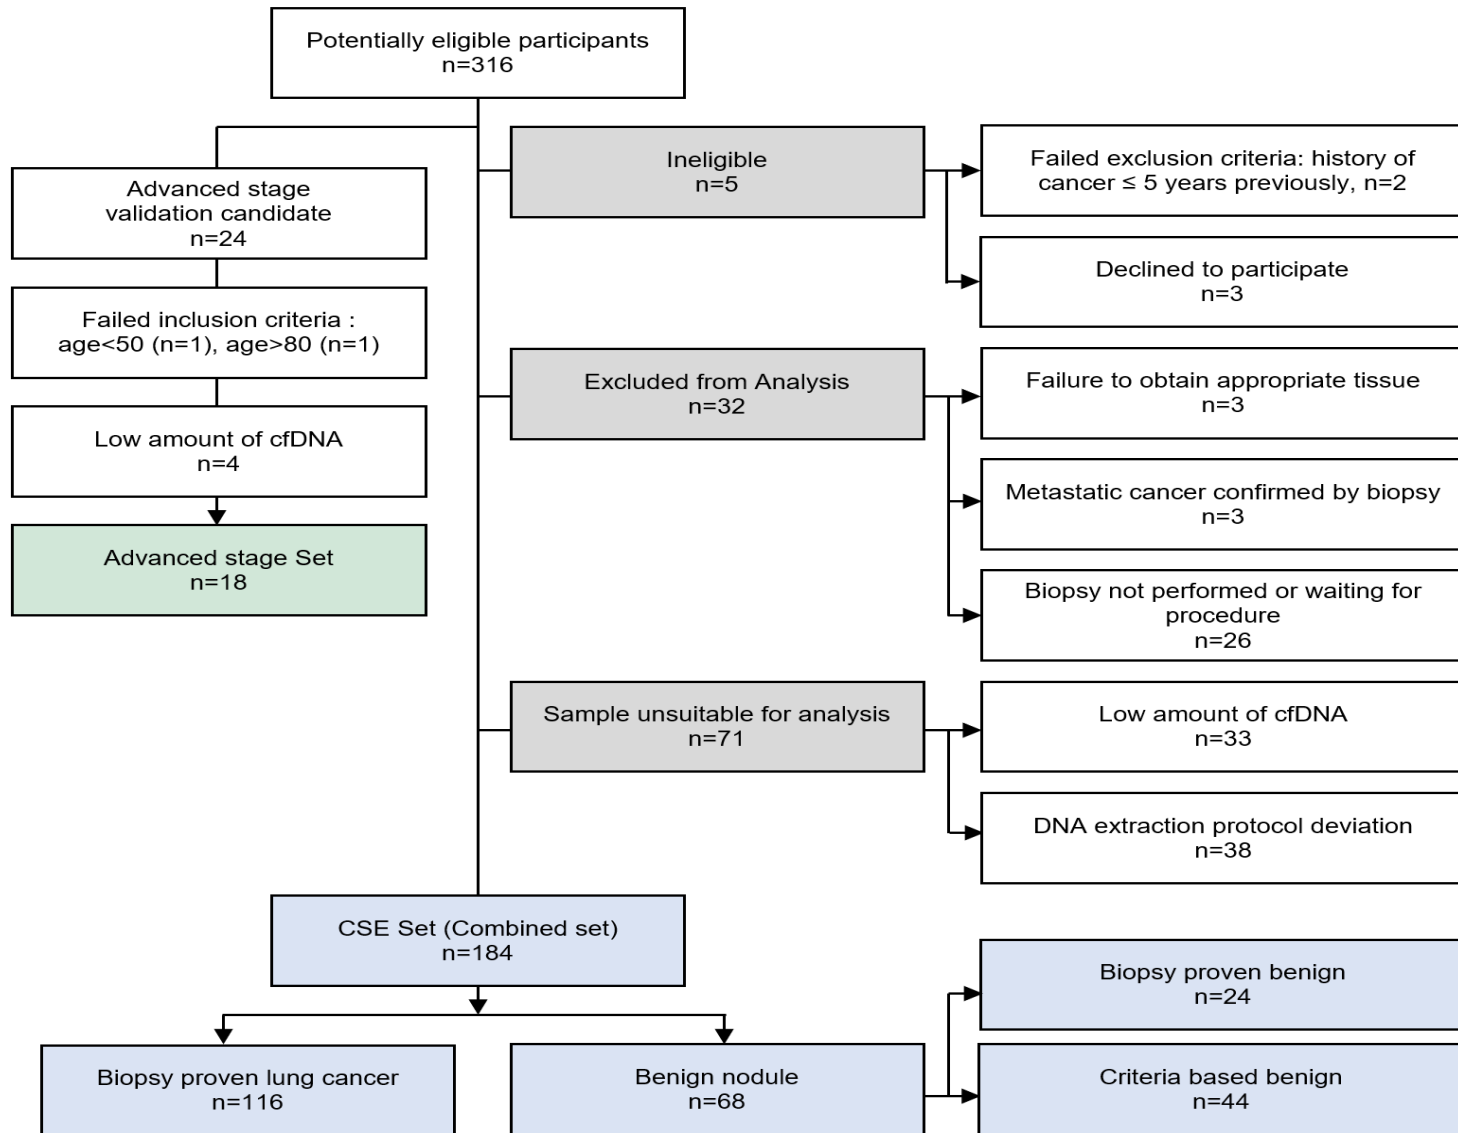 Potentially eligible participants
n=316
Advanced stage
validation candidate
n=24
Failed inclusion criteria :
age<50 (n=1), age>80 (n=1)
Low amount of cfDNA
n=4
Advanced stage Set
n=18
Ineligible
n=5
Failed exclusion criteria: history of
cancer ≤ 5 years previously, n=2
Declined to participate
n=3
Excluded from Analysis
n=32
Failure to obtain appropriate tissue
n=3
Metastatic cancer confirmed by biopsy
n=3
Biopsy not performed or waiting for
procedure
n=26
Sample unsuitable for analysis
n=71
Low amount of cfDNA
n=33
DNA extraction protocol deviation
n=38
CSE Set (Combined set)
n=184
Biopsy proven lung cancer
n=116
Benign nodule
n=68
Biopsy proven benign
n=24
Criteria based benign
n=44